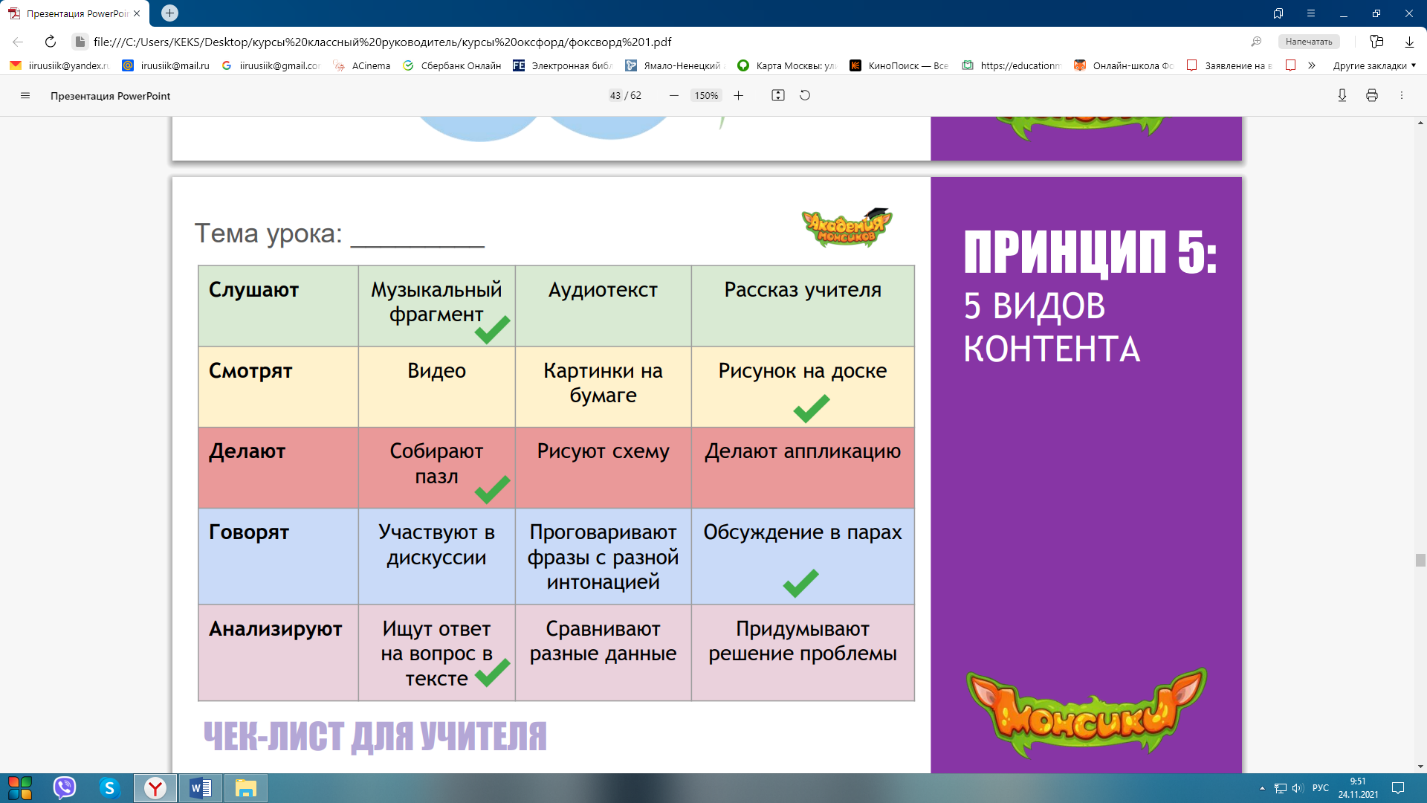 Презентация PowerPoin
file:///C:/Users/KEKS/Desktop/курсы%20классный%20руководитель/курсы%20оксфорд/фоксворд%201.pdf
Напечатать
iiruusiik@yandex.r
iruusiik@mail.ru
iiruusiik@gmail.co
ACinema
Сбербанк Онлайн
Электронная библ
Ямало-Ненецкий
Карта Москвы: ули
КиноПоиск — Все
https://educationm
Онлайн-школа Фо
Заявление на в
Другие закладки
Презентация PowerPoint
43 / 62
150%
Тема урока: __________
Академия
монсиков
Слушают
Музыкальный
фрагмент
Аудиотекст
Рассказ учителя
Смотрят
Видео
Картинки на
бумаге
Рисунок на доске
Делают
Собирают
пазл
Рисуют схему
Делают аппликацию
Говорят
Участвуют в
дискуссии
Проговаривают
фразы с разной
интонацией
Обсуждение в парах
Анализируют
Ищут ответ
на вопрос в
тексте
Сравнивают
разные данные
Придумывают
решение проблемы
ЧЕК-ЛИСТ ДЛЯ УЧИТЕЛЯ
ПРИНЦИП 5:
5 ВИДОВ
КОНТЕНТА
МОНСИКИ
РУС
9:51
24.11.2021